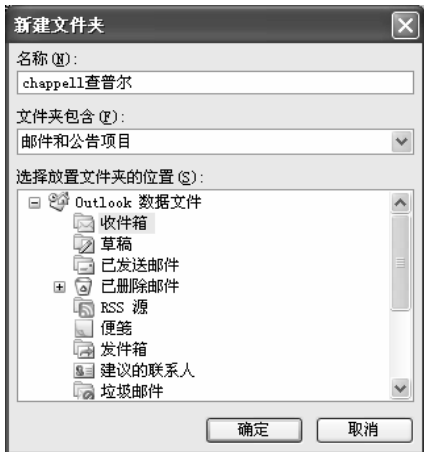 新建文件夹
名称(N):
chappell查普尔
文件夹包含(F):
邮件和公告项目
选择放置文件夹的位置(S):
Outlook 数据文件
收件箱
草稿
已发送邮件
已删除邮件
RSS 源
便笺
发件箱
建议的联系人
垃圾邮件
确定
取消